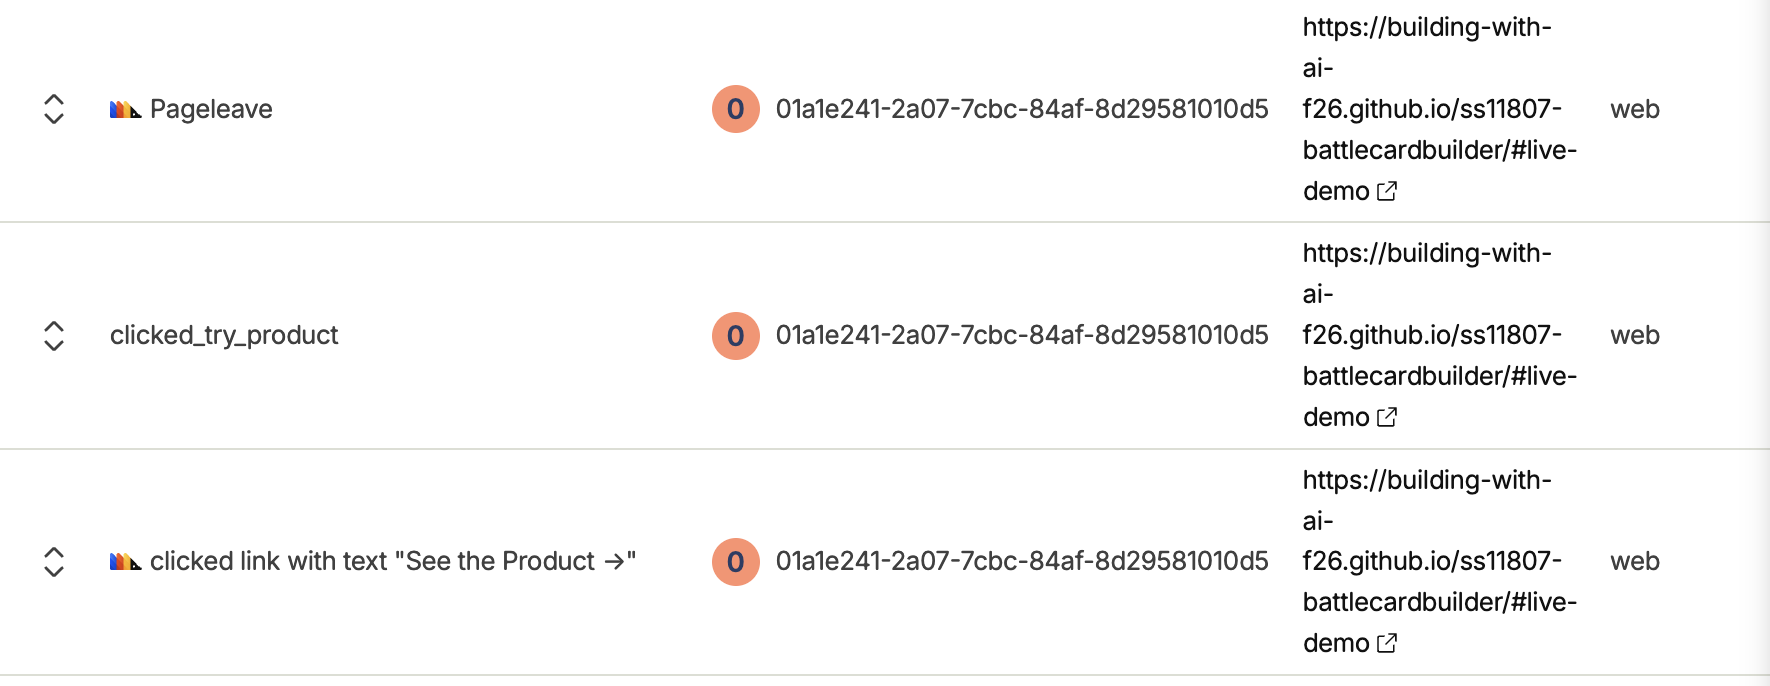 Pageleave
0 01a1e241-2a07-7cbc-84af-8d29581010d5
https://building-with-
ai-
f26.github.io/ss11807-
battlecardbuilder/#live-
demo
web
clicked_try_product
0 01a1e241-2a07-7cbc-84af-8d29581010d5
https://building-with-
ai-
f26.github.io/ss11807-
battlecardbuilder/#live-
demo
web
clicked link with text "See the Product →"
0 01a1e241-2a07-7cbc-84af-8d29581010d5
https://building-with-
ai-
f26.github.io/ss11807-
battlecardbuilder/#live-
demo
web